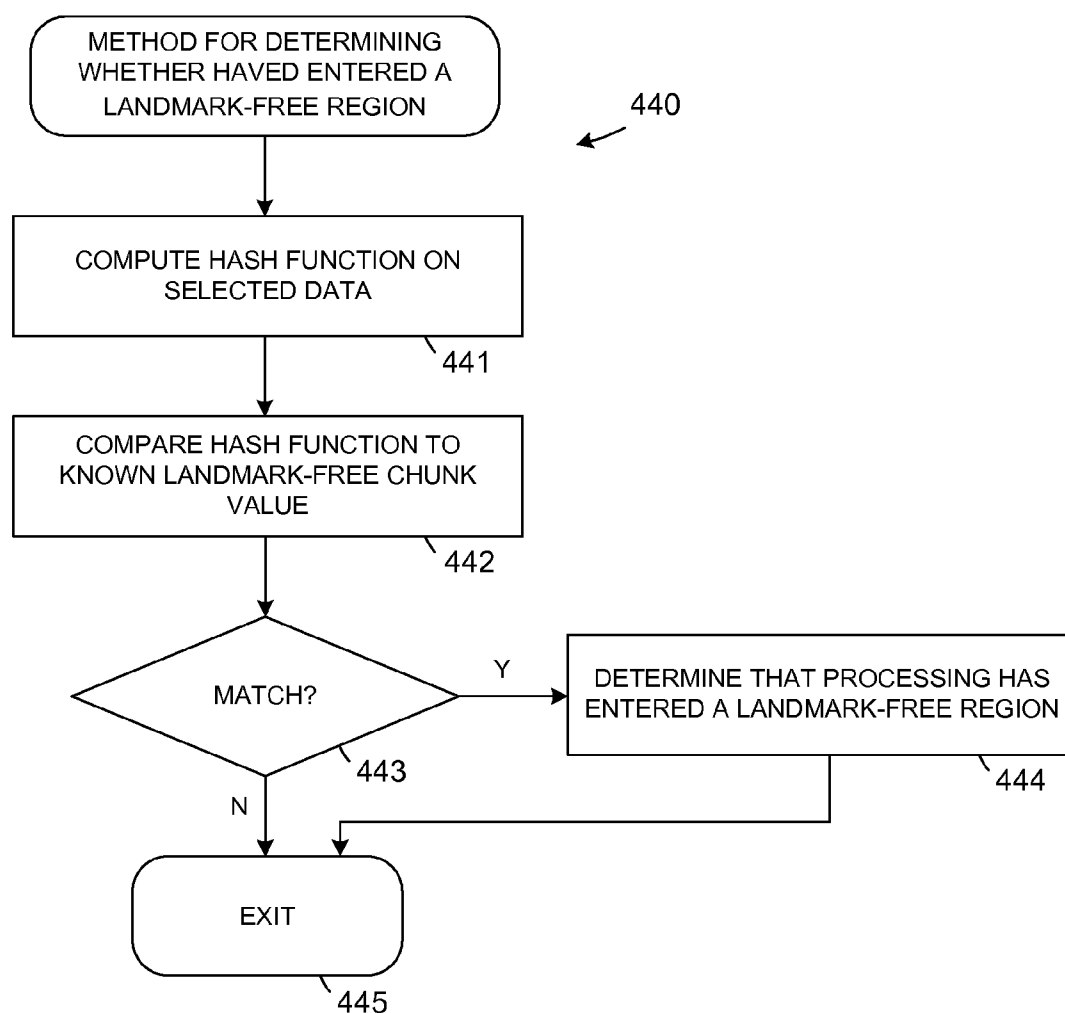 METHOD FOR DETERMINING
WHETHER HAVED ENTERED A
LANDMARK-FREE REGION
440
COMPUTE HASH FUNCTION ON
SELECTED DATA
441
COMPARE HASH FUNCTION TO
KNOWN LANDMARK-FREE CHUNK
VALUE
442
MATCH?
443
Y
DETERMINE THAT PROCESSING HAS
ENTERED A LANDMARK-FREE REGION
444
N
EXIT
445